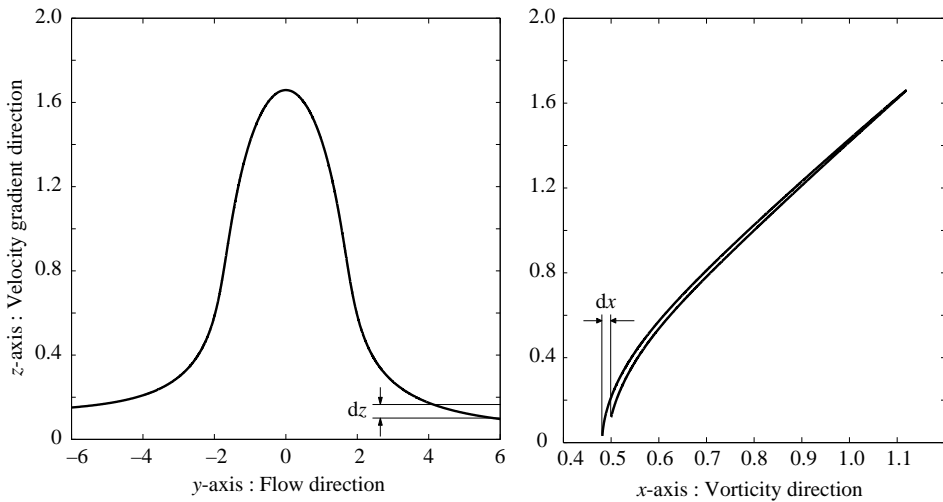 2.0
1.6
1.2
0.8
0.4
0
z-axis : Velocity gradient direction
dz
–6 –4 –2 0 2 4 6
y-axis : Flow direction
2.0
1.6
1.2
0.8
0.4
0
dx
0.4 0.5 0.6 0.7 0.8 0.9 1.0 1.1
x-axis : Vorticity direction